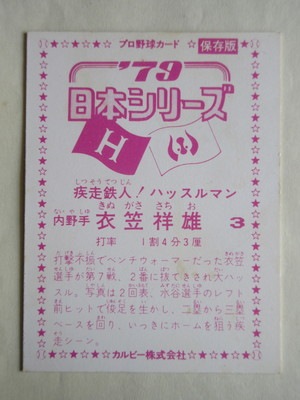 プロ野球カード 保存版
'79
日本シリーズ
H
しっそうてつじん
疾走鉄人!ハッスルマン
ないやしゅ きぬ がさ さち お
内野手 衣笠祥雄 3
打率 1割4分3厘
打撃不振でベンチウォーマーだった衣笠
選手が第7戦、2番に抜てきされ大ハッ
スル。写真は2回表、水谷選手のレフト
前ヒットで俊足を生かし、二塁から三塁
ベースを回り、いっきにホームを狙う疾
走シーン。
カルビー株式会社